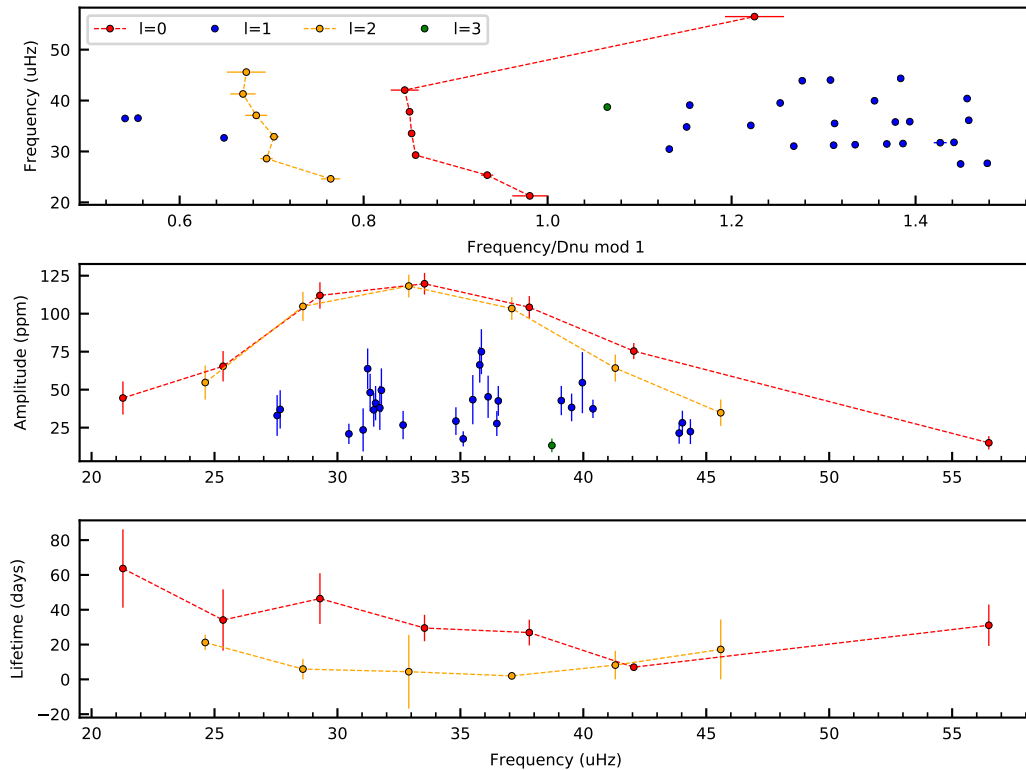 l=0 l=1 l=2 l=3
Frequency (uHz)
50
40
30
20
0.6 0.8 1.0 1.2 1.4
Frequency/Dnu mod 1
Amplitude (ppm)
125
100
75
50
25
20 25 30 35 40 45 50 55
Lifetime (days)
80
60
40
20
0
−20
20 25 30 35 40 45 50 55
Frequency (uHz)